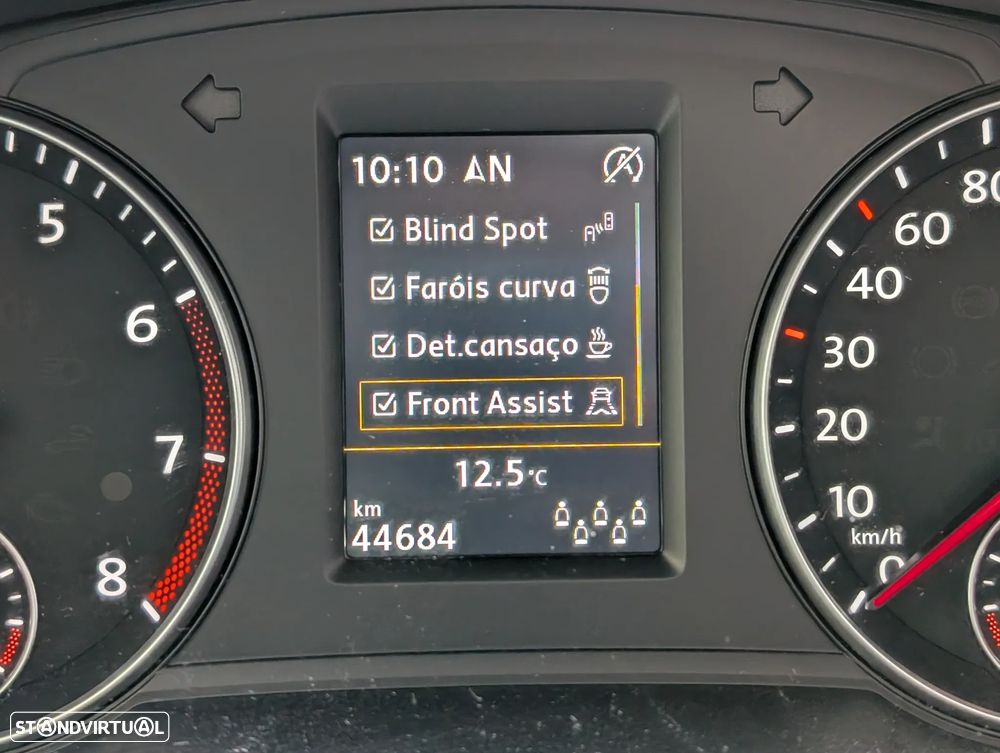 10:10 N
Blind Spot
Faróis curva
Det.cansaço
Front Assist
12.5°C
km
44684
5
6
7
8
80
60
40
30
20
10
km/h
0
STANDVIRTUAL